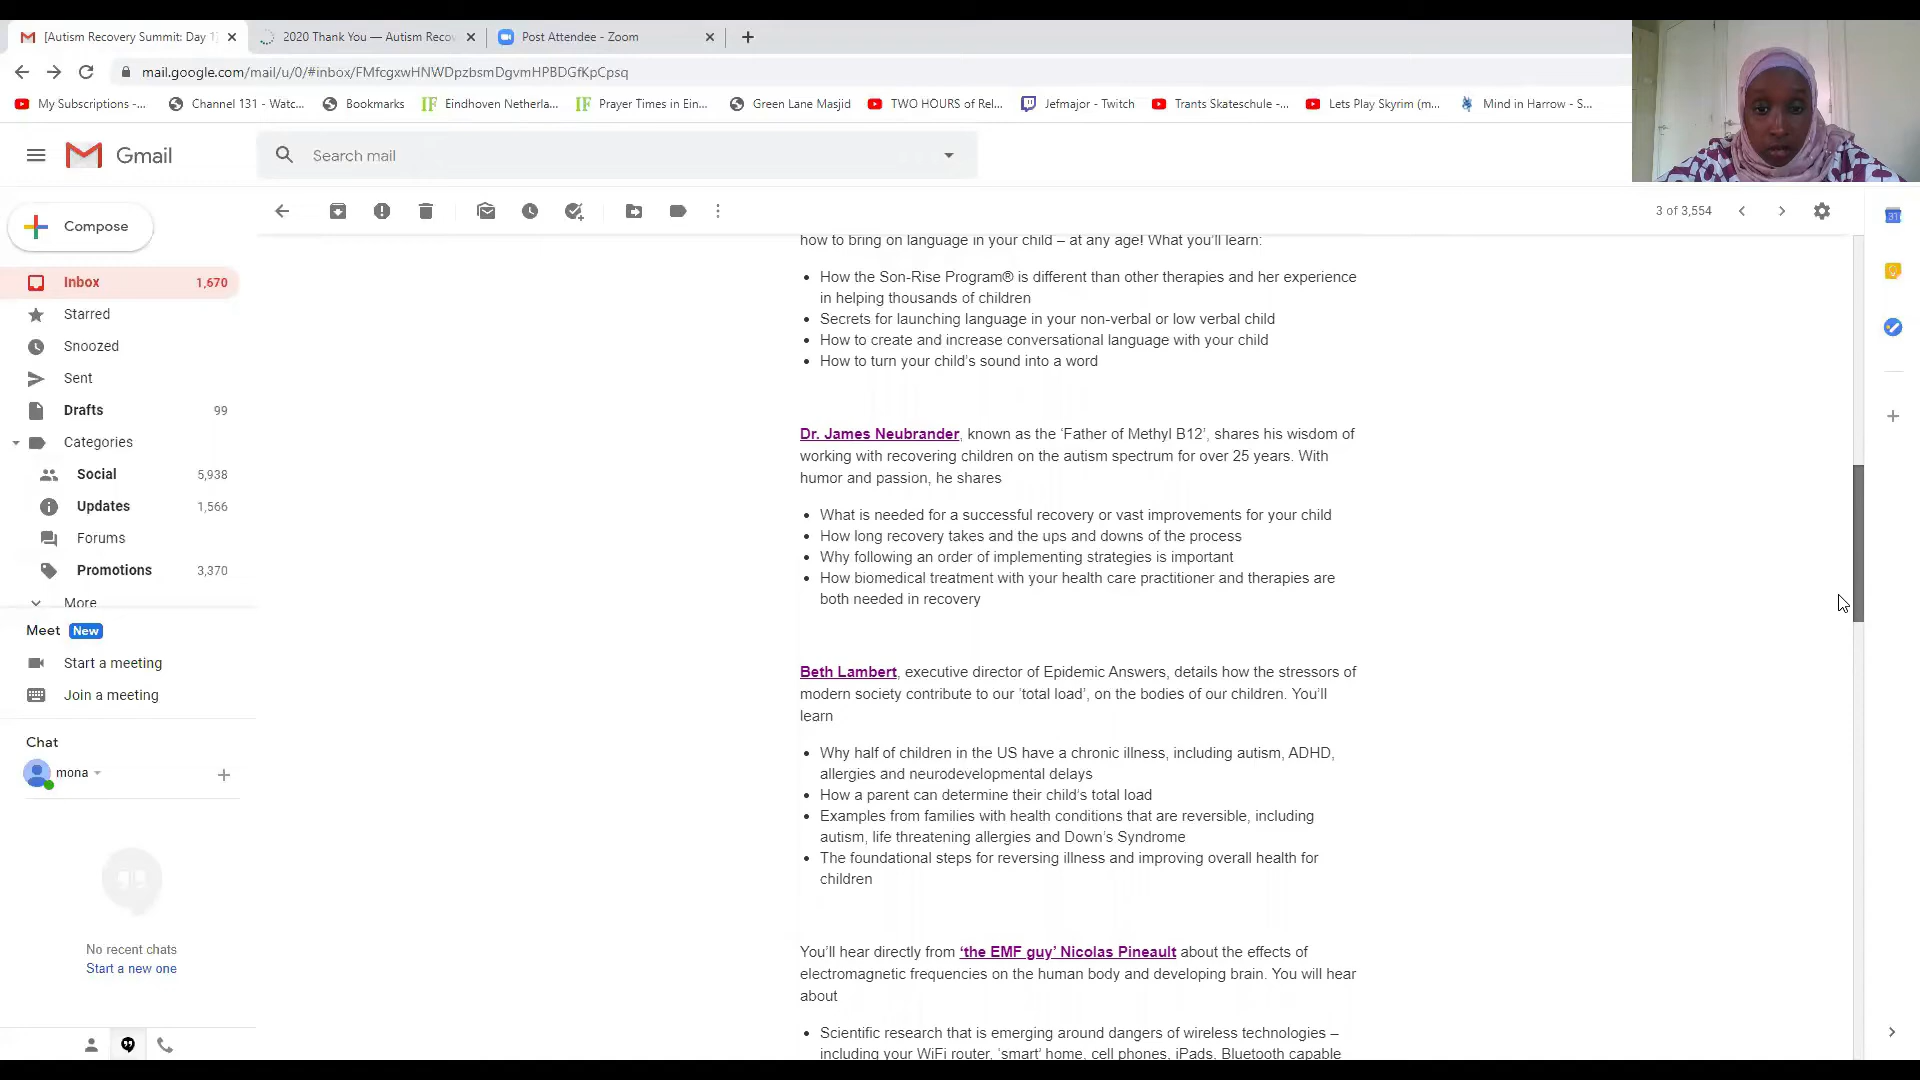 [Autism Recovery Summit: Day 1]
2020 Thank You — Autism Reco
Post Attendee - Zoom
mail.google.com/mail/u/0/#inbox/FMfcgxwHNWDpzbsmDgvmHPBDGfKpCpsq
My Subscriptions -...
Channel 131 - Watc...
Bookmarks
Eindhoven Netherla...
Prayer Times in Ein...
Green Lane Masjid
TWO HOURS of Rel...
Jefmajor - Twitch
Trants Skateschule -...
Lets Play Skyrim (m...
Mind in Harrow - S...
Gmail
Search mail
Compose
3 of 3,554
31
Inbox 1,670
Starred
Snoozed
Sent
Drafts 99
Categories
Social 5,938
Updates 1,566
Forums
Promotions 3,370
More
Meet New
Start a meeting
Join a meeting
Chat
mona
No recent chats
Start a new one
how to bring on language in your child – at any age! What you'll learn:
• How the Son-Rise Program® is different than other therapies and her experience
in helping thousands of children
• Secrets for launching language in your non-verbal or low verbal child
• How to create and increase conversational language with your child
• How to turn your child's sound into a word
Dr. James Neubrander, known as the ‘Father of Methyl B12’, shares his wisdom of
working with recovering children on the autism spectrum for over 25 years. With
humor and passion, he shares
• What is needed for a successful recovery or vast improvements for your child
• How long recovery takes and the ups and downs of the process
• Why following an order of implementing strategies is important
• How biomedical treatment with your health care practitioner and therapies are
both needed in recovery
Beth Lambert, executive director of Epidemic Answers, details how the stressors of
modern society contribute to our ‘total load’, on the bodies of our children. You'll
learn
• Why half of children in the US have a chronic illness, including autism, ADHD,
allergies and neurodevelopmental delays
• How a parent can determine their child's total load
• Examples from families with health conditions that are reversible, including
autism, life threatening allergies and Down's Syndrome
• The foundational steps for reversing illness and improving overall health for
children
You'll hear directly from ‘the EMF guy’ Nicolas Pineault about the effects of
electromagnetic frequencies on the human body and developing brain. You will hear
about
• Scientific research that is emerging around dangers of wireless technologies –
including your WiFi router, ‘smart’ home, cell phones, iPads, Bluetooth capable